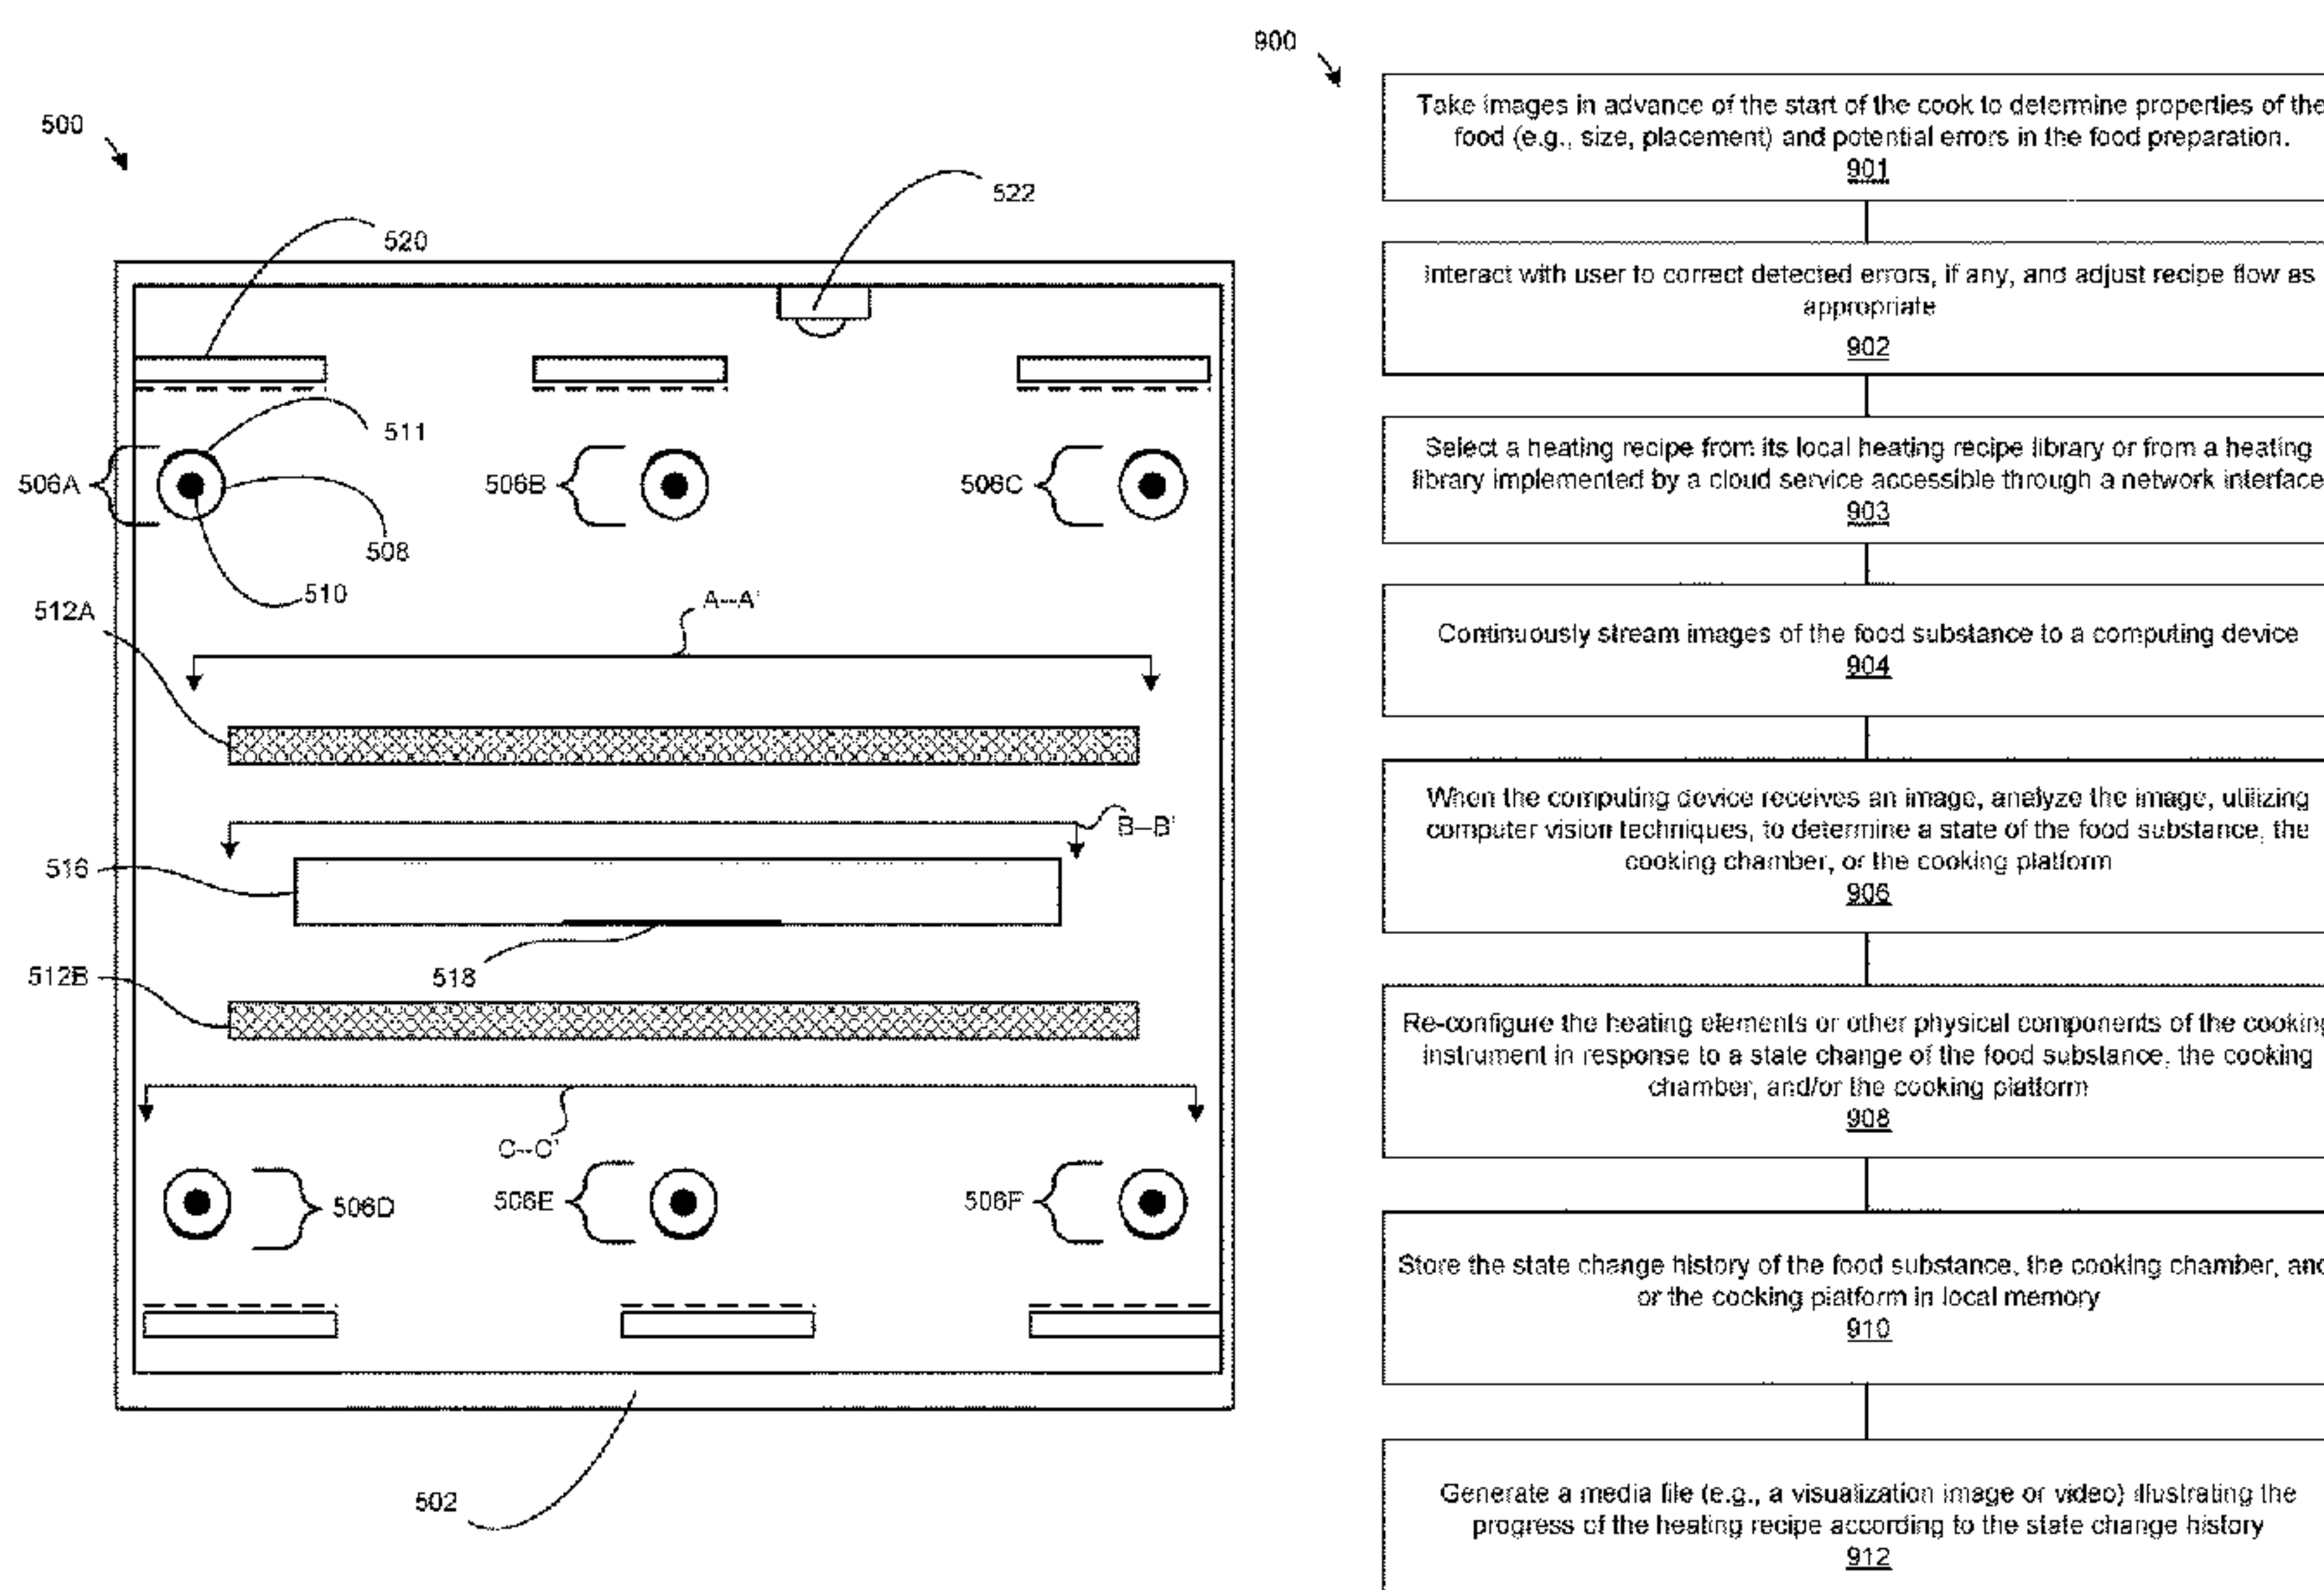 500
520
522
511
506A
506B
506C
508
510
512A
A--A'
B--B'
516
518
512B
C--C'
506D
506E
506F
502
900
Take images in advance of the start of the cook to determine properties of the
food (e.g., size, placement) and potential errors in the food preparation.
901
Interact with user to correct detected errors, if any, and adjust recipe flow as
appropriate
902
Select a heating recipe from its local heating recipe library or from a heating
library implemented by a cloud service accessible through a network interface
903
Continuously stream images of the food substance to a computing device
904
When the computing device receives an image, analyze the image, utilizing
computer vision techniques, to determine a state of the food substance, the
cooking chamber, or the cooking platform
906
Re-configure the heating elements or other physical components of the cooking
instrument in response to a state change of the food substance, the cooking
chamber, and/or the cooking platform
908
Store the state change history of the food substance, the cooking chamber, and
or the cooking platform in local memory
910
Generate a media file (e.g., a visualization image or video) illustrating the
progress of the heating recipe according to the state change history
912